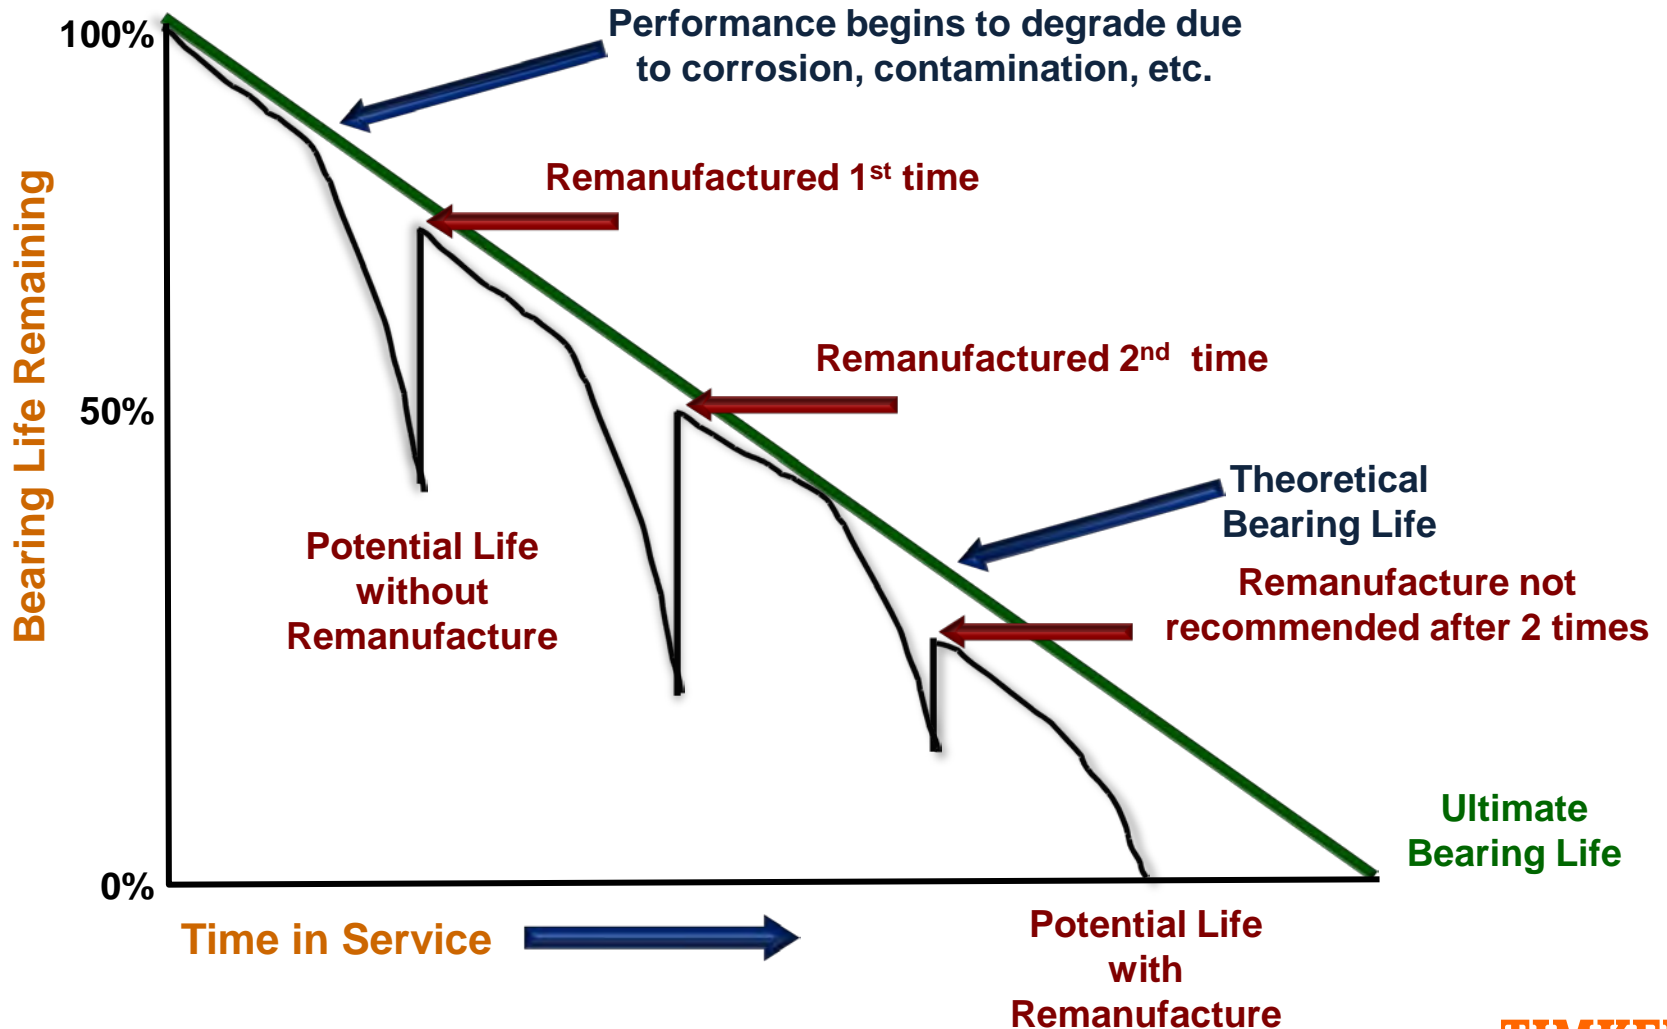 100%
Performance begins to degrade due
to corrosion, contamination, etc.
Remanufactured 1st time
Bearing Life Remaining
50%
Remanufactured 2nd time
Theoretical
Bearing Life
Potential Life
without
Remanufacture
Remanufacture not
recommended after 2 times
Ultimate
Bearing Life
0%
Time in Service
Potential Life
with
Remanufacture